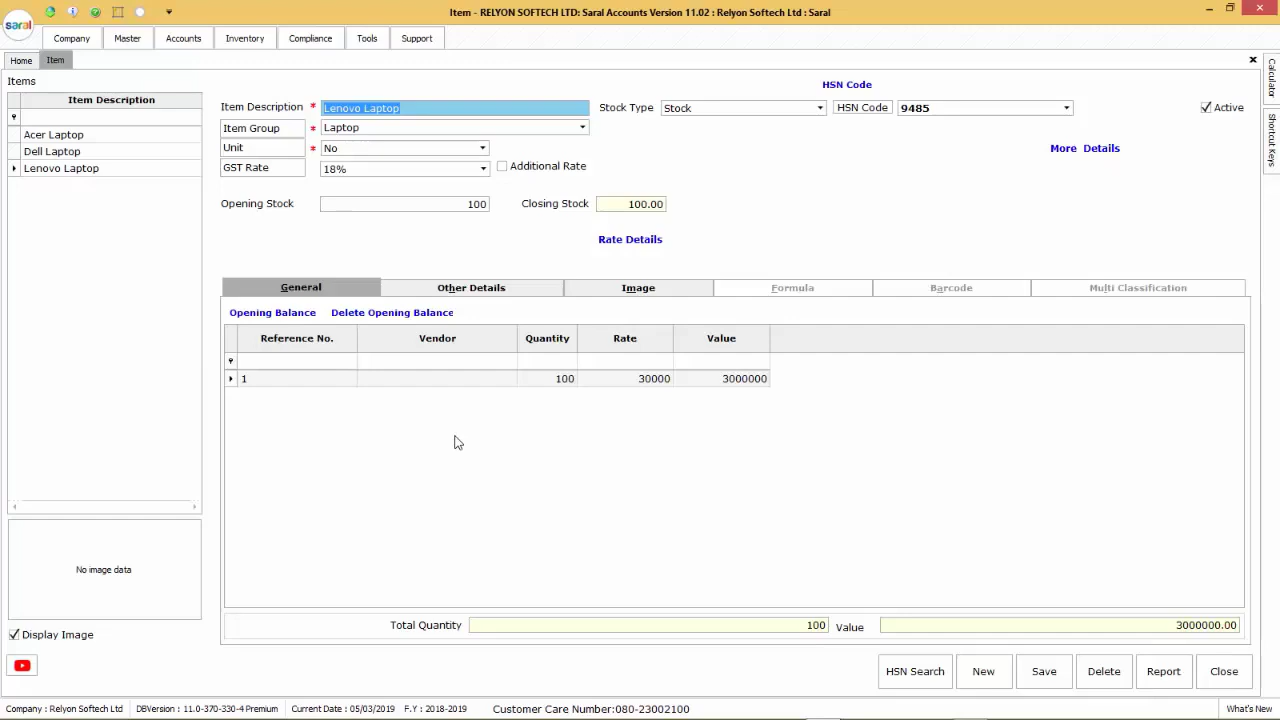 Item - RELYON SOFTECH LTD: Saral Accounts Version 11.02 : Relyon Softech Ltd : Saral
saral
Company Master Accounts Inventory Compliance Tools Support
Home Item
Items
Item Description
Acer Laptop
Dell Laptop
Lenovo Laptop
HSN Code
Item Description * Lenovo Laptop Stock Type Stock HSN Code 9485 Active
Item Group * Laptop
Unit * No More Details
GST Rate 18% Additional Rate
Opening Stock 100 Closing Stock 100.00
Rate Details
General Other Details Image Formula Barcode Multi Classification
Opening Balance Delete Opening Balance
Reference No. Vendor Quantity Rate Value
1 100 30000 3000000
No image data
Total Quantity 100 Value 3000000.00
Display Image
HSN Search New Save Delete Report Close
Company : Relyon Softech Ltd DBVersion : 11.0-370-330-4 Premium Current Date : 05/03/2019 F.Y : 2018-2019 Customer Care Number:080-23002100 What's New
Calculator
Shortcut Keys